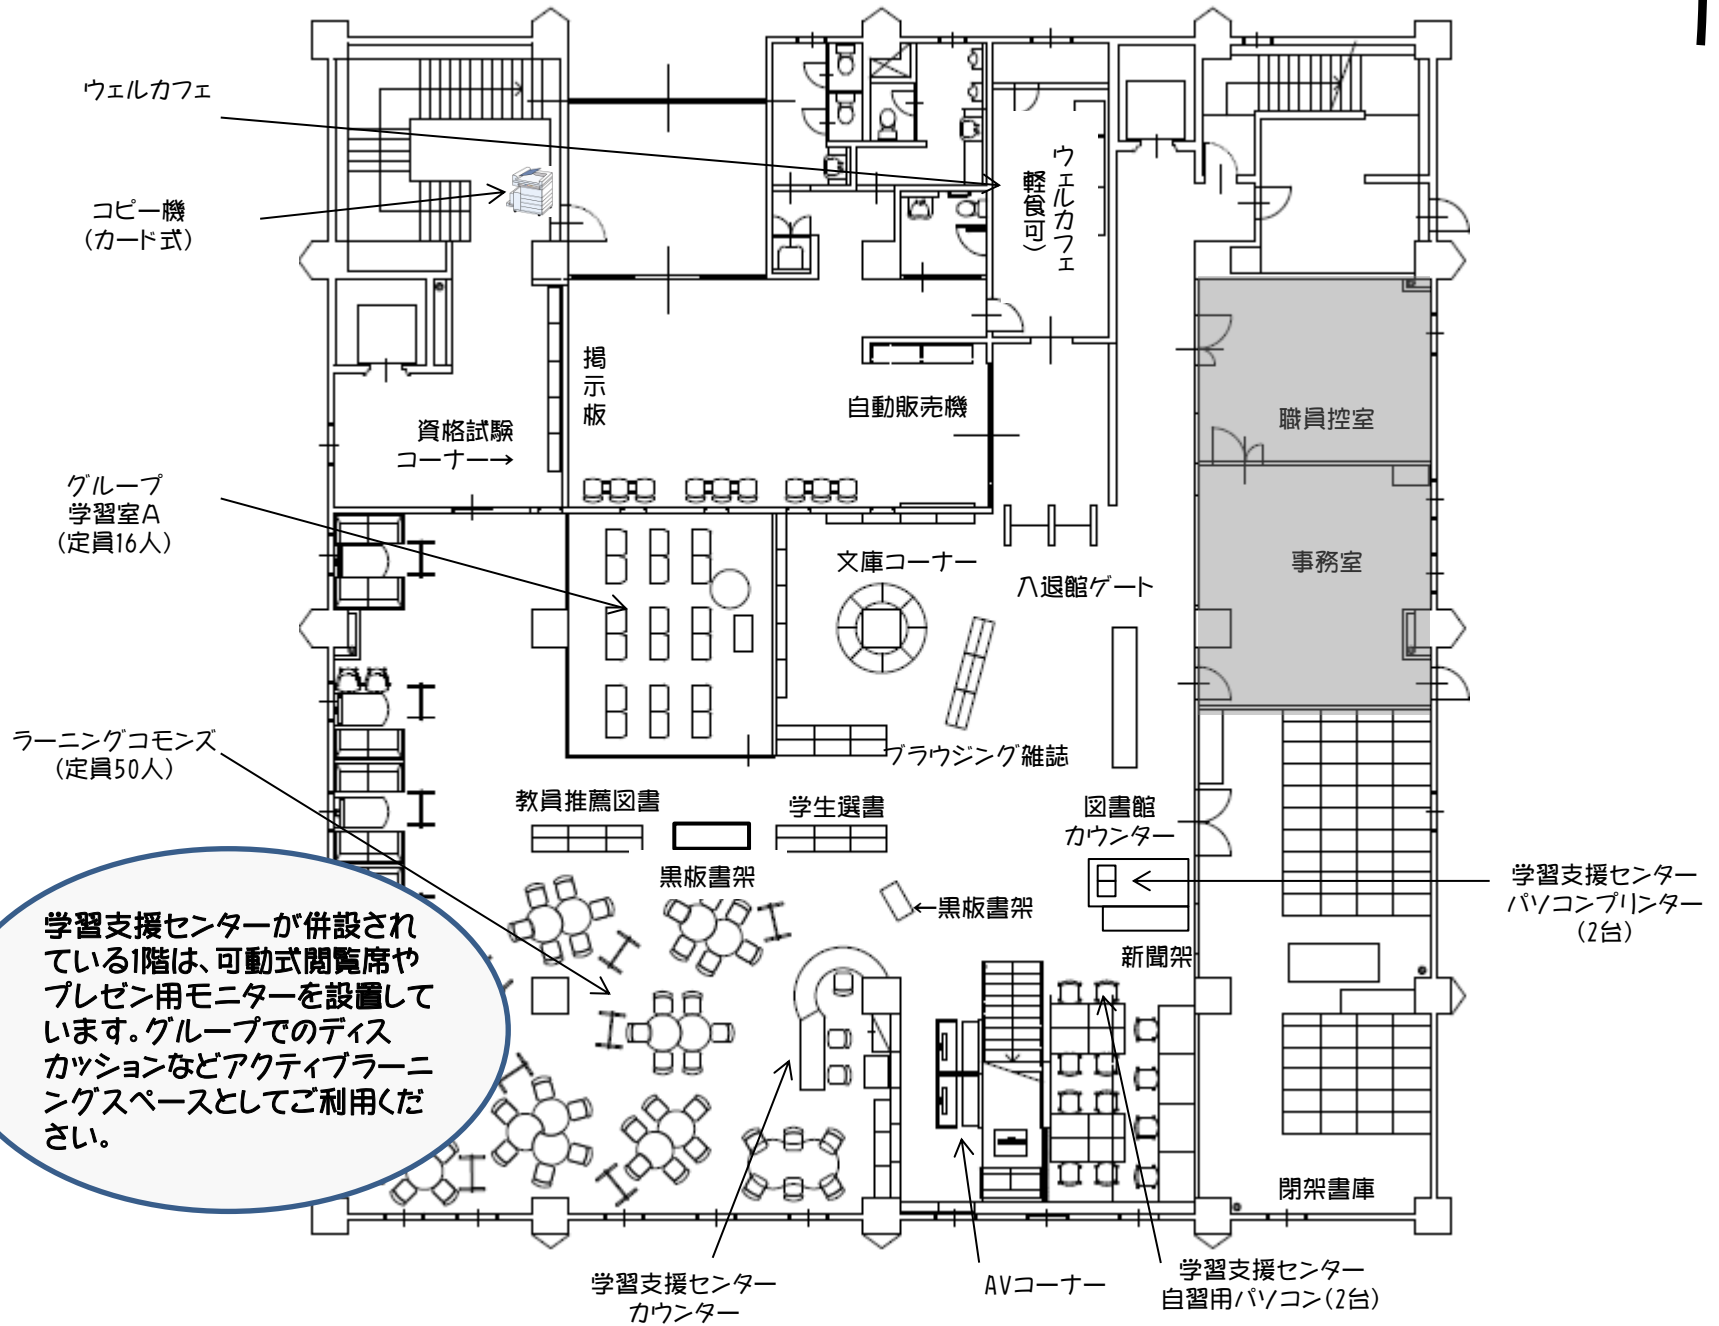 ウェルカフェ
コピー機
(カード式)
ウェルカフェ
軽食可)
掲示板
自動販売機
職員控室
資格試験
コーナー→
グループ
学習室A
(定員16人)
文庫コーナー
入退館ゲート
事務室
ラーニングコモンズ
(定員50人)
ブラウジング雑誌
教員推薦図書
学生選書
図書館
カウンター
黒板書架
←黒板書架
学習支援センター
パソコンプリンター
(2台)
新聞架
学習支援センターが併設され
ている1階は、可動式閲覧席や
プレゼン用モニターを設置して
います。グループでのディス
カッションなどアクティブラーニ
ングスペースとしてご利用くだ
さい。
閉架書庫
学習支援センター
カウンター
AVコーナー
学習支援センター
自習用パソコン(2台)